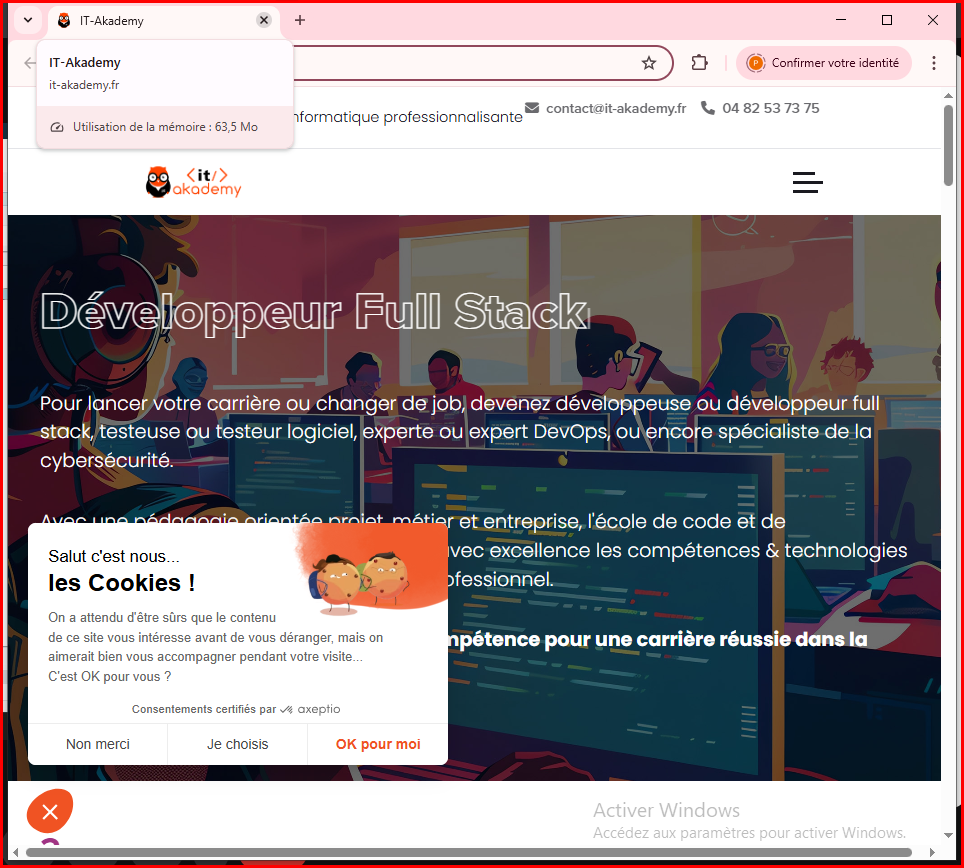 IT-Akademy
IT-Akademy
it-akademy.fr
Utilisation de la mémoire : 63,5 Mo
P
Confirmer votre identité
nformatique professionnalisante
contact@it-akademy.fr
04 82 53 73 75
<it/>
akademy
Développeur Full Stack
Pour lancer votre carrière ou changer de job, devenez développeuse ou développeur full
stack, testeuse ou testeur logiciel, experte ou expert DevOps, ou encore spécialiste de la
cybersécurité.
Avec une pédagogie orientée projet, métier et entreprise, l'école de code et de
avec excellence les compétences & technologies
ofessionnel.
mpétence pour une carrière réussie dans la
Salut c'est nous...
les Cookies !
On a attendu d'être sûrs que le contenu
de ce site vous intéresse avant de vous déranger, mais on
aimerait bien vous accompagner pendant votre visite...
C'est OK pour vous ?
Consentements certifiés par axeptio
Non merci
Je choisis
OK pour moi
Activer Windows
Accédez aux paramètres pour activer Windows.